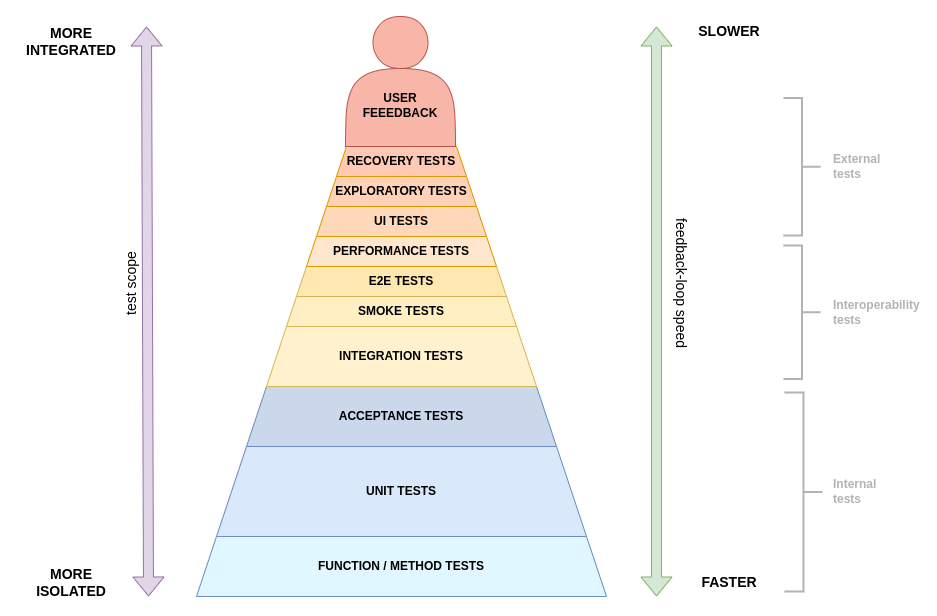 MORE
INTEGRATED
SLOWER
USER
FEEEDBACK
RECOVERY TESTS
EXPLORATORY TESTS
UI TESTS
PERFORMANCE TESTS
E2E TESTS
SMOKE TESTS
INTEGRATION TESTS
ACCEPTANCE TESTS
UNIT TESTS
FUNCTION / METHOD TESTS
test scope
feedback-loop speed
External
tests
Interoperability
tests
Internal
tests
MORE
ISOLATED
FASTER